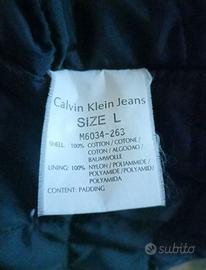 Calvin Klein Jeans
SIZE L
M6034-263
SHELL: 100% COTTON/COTONE/
COTON/ALGODAO/
BAUMWOLLE
LINING: 100% NYLON/POLIAMMIDE/
POLYAMIDE/POLYAMID/
POLYAMIDA
CONTENT: PADDING
subito